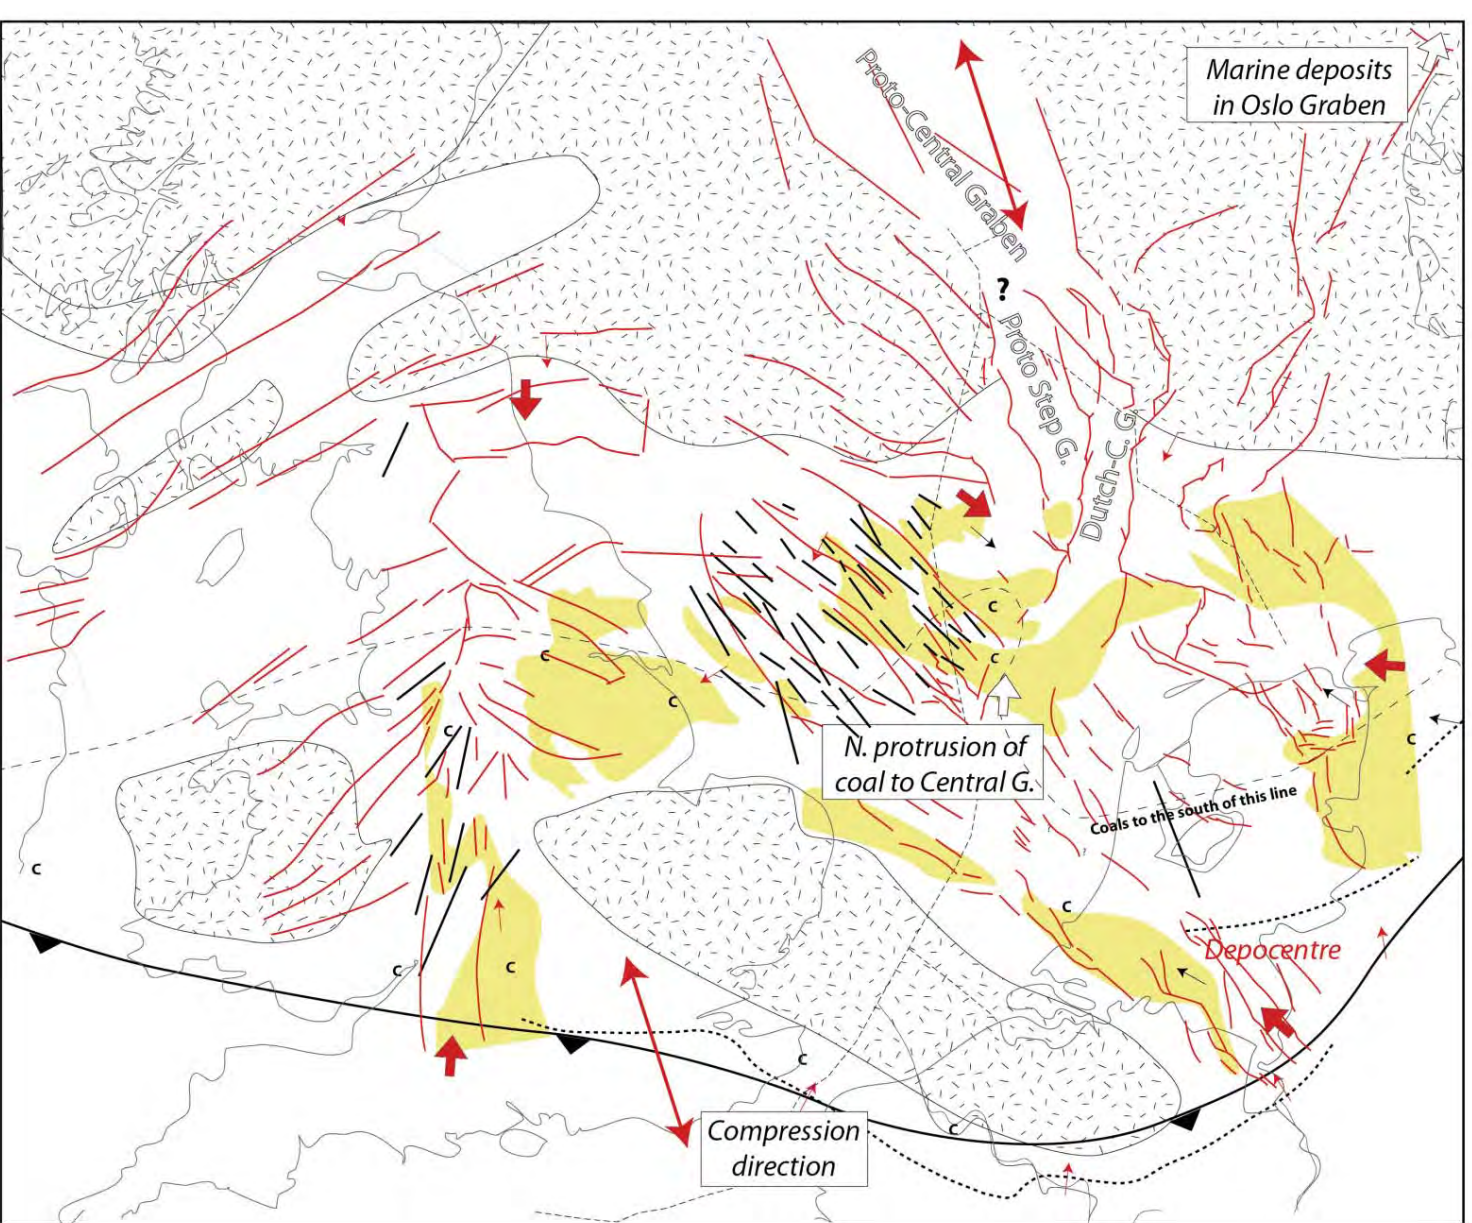 Marine deposits
in Oslo Graben
Proto-Central Graben
?
Proto Step G.
Dutch-C. G.
C
C
C
C
C
C
N. protrusion of
coal to Central G.
Coals to the south of this line
?
C
C
Depocentre
C
C
C
C
Compression
direction